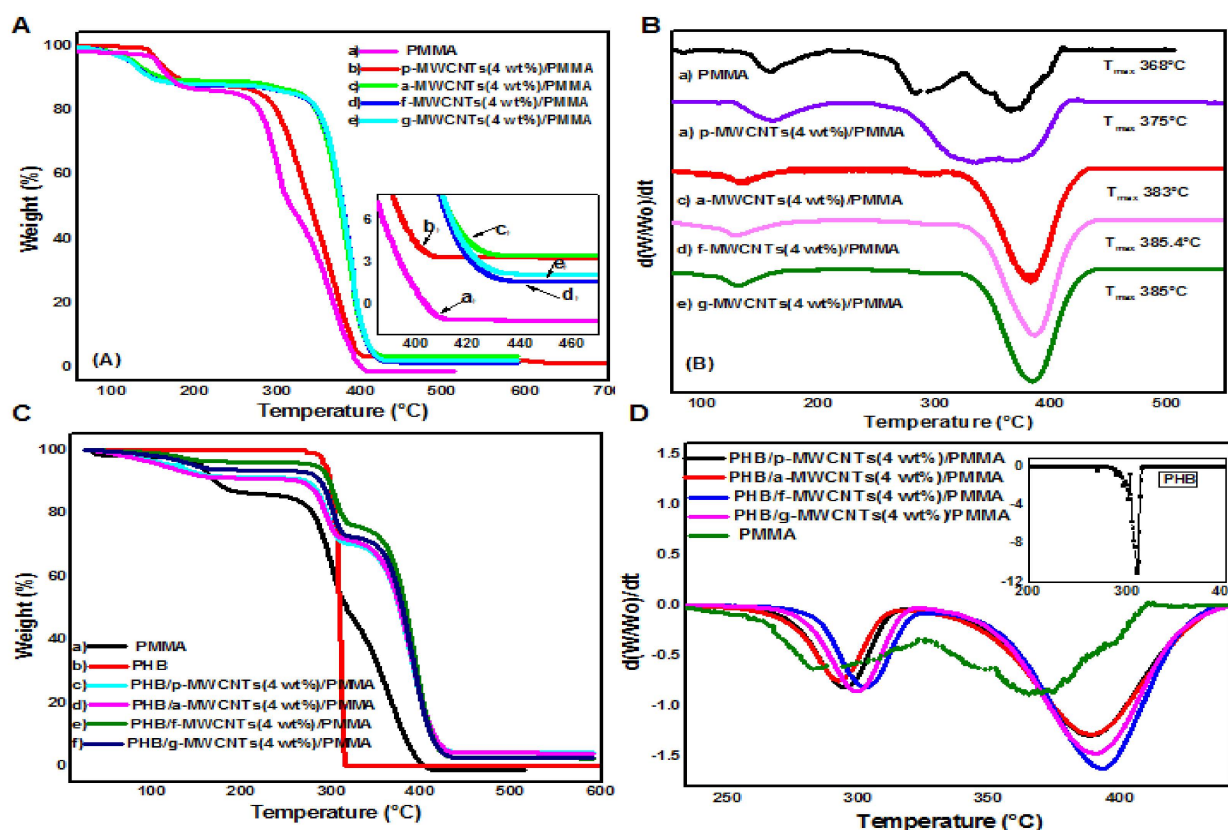 A
100
80
60
40
20
0
Weight (%)
a) PMMA
b) p-MWCNTs(4 wt%)/PMMA
c) a-MWCNTs(4 wt%)/PMMA
d) f-MWCNTs(4 wt%)/PMMA
e) g-MWCNTs(4 wt%)/PMMA
6
3
0
b)
c)
e)
a)
d)
400 420 440 460
(A)
100 200 300 400 500 600 700
Temperature (°C)
B
d(W/Wo)/dt
a) PMMA
Tmax 368°C
a) p-MWCNTs(4 wt%)/PMMA
Tmax 375°C
c) a-MWCNTs(4 wt%)/PMMA
Tmax 383°C
d) f-MWCNTs(4 wt%)/PMMA
Tmax 385.4°C
e) g-MWCNTs(4 wt%)/PMMA
Tmax 385°C
(B)
100 200 300 400 500
Temperature (°C)
C
100
80
60
40
20
0
Weight (%)
a) PMMA
b) PHB
c) PHB/p-MWCNTs(4 wt%)/PMMA
d) PHB/a-MWCNTs(4 wt%)/PMMA
e) PHB/f-MWCNTs(4 wt%)/PMMA
f) PHB/g-MWCNTs(4 wt%)/PMMA
100 200 300 400 500 600
Temperature (°C)
D
1.5
1.0
0.5
0.0
-0.5
-1.0
-1.5
d(W/Wo)/dt
PHB/p-MWCNTs(4 wt%)/PMMA
PHB/a-MWCNTs(4 wt%)/PMMA
PHB/f-MWCNTs(4 wt%)/PMMA
PHB/g-MWCNTs(4 wt%)/PMMA
PMMA
0
-4
-8
-12
PHB
200 300 40
250 300 350 400
Temperature (°C)